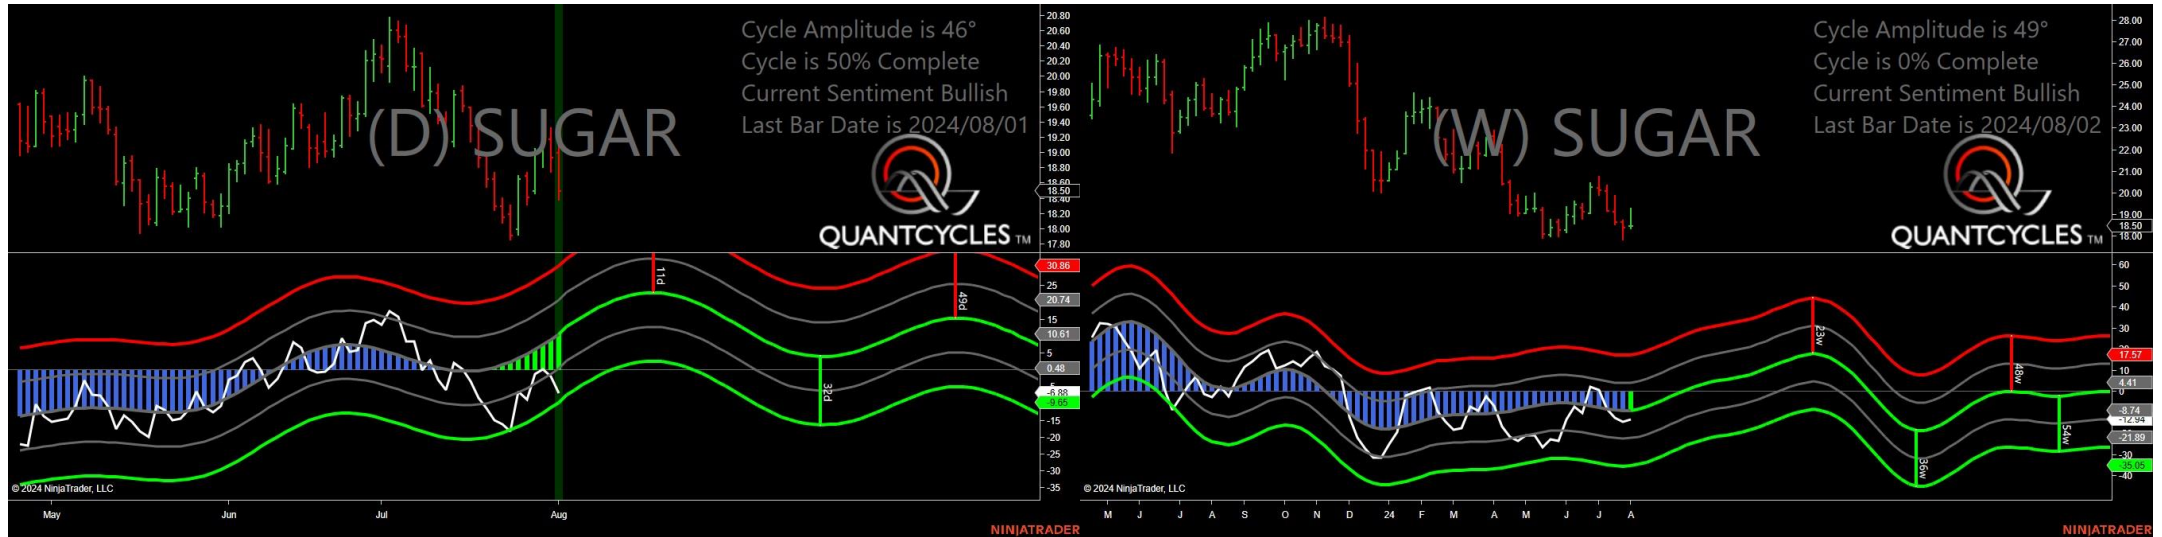 Cycle Amplitude is 46°
Cycle is 50% Complete
Current Sentiment Bullish
Last Bar Date is 2024/08/01
(D) SUGAR
QUANTCYCLES TM
20.80
20.60
20.40
20.20
20.00
19.80
19.60
19.40
19.20
19.00
18.80
18.60
18.50
18.40
18.20
18.00
17.80
11d
32d
49d
30.86
25
20.74
15
10.61
5
0.48
-6.88
-9.65
-15
-20
-25
-30
-35
© 2024 NinjaTrader, LLC
May Jun Jul Aug
NINJATRADER
Cycle Amplitude is 49°
Cycle is 0% Complete
Current Sentiment Bullish
Last Bar Date is 2024/08/02
(W) SUGAR
QUANTCYCLES TM
28.00
27.00
26.00
25.00
24.00
23.00
22.00
21.00
20.00
19.00
18.50
18.00
23w
36w
48w
54w
60
50
40
30
17.57
10
4.41
0
-8.74
-12.94
-21.89
-30
-35.05
-40
© 2024 NinjaTrader, LLC
M J J A S O N D 24 F M A M J J A
NINJATRADER